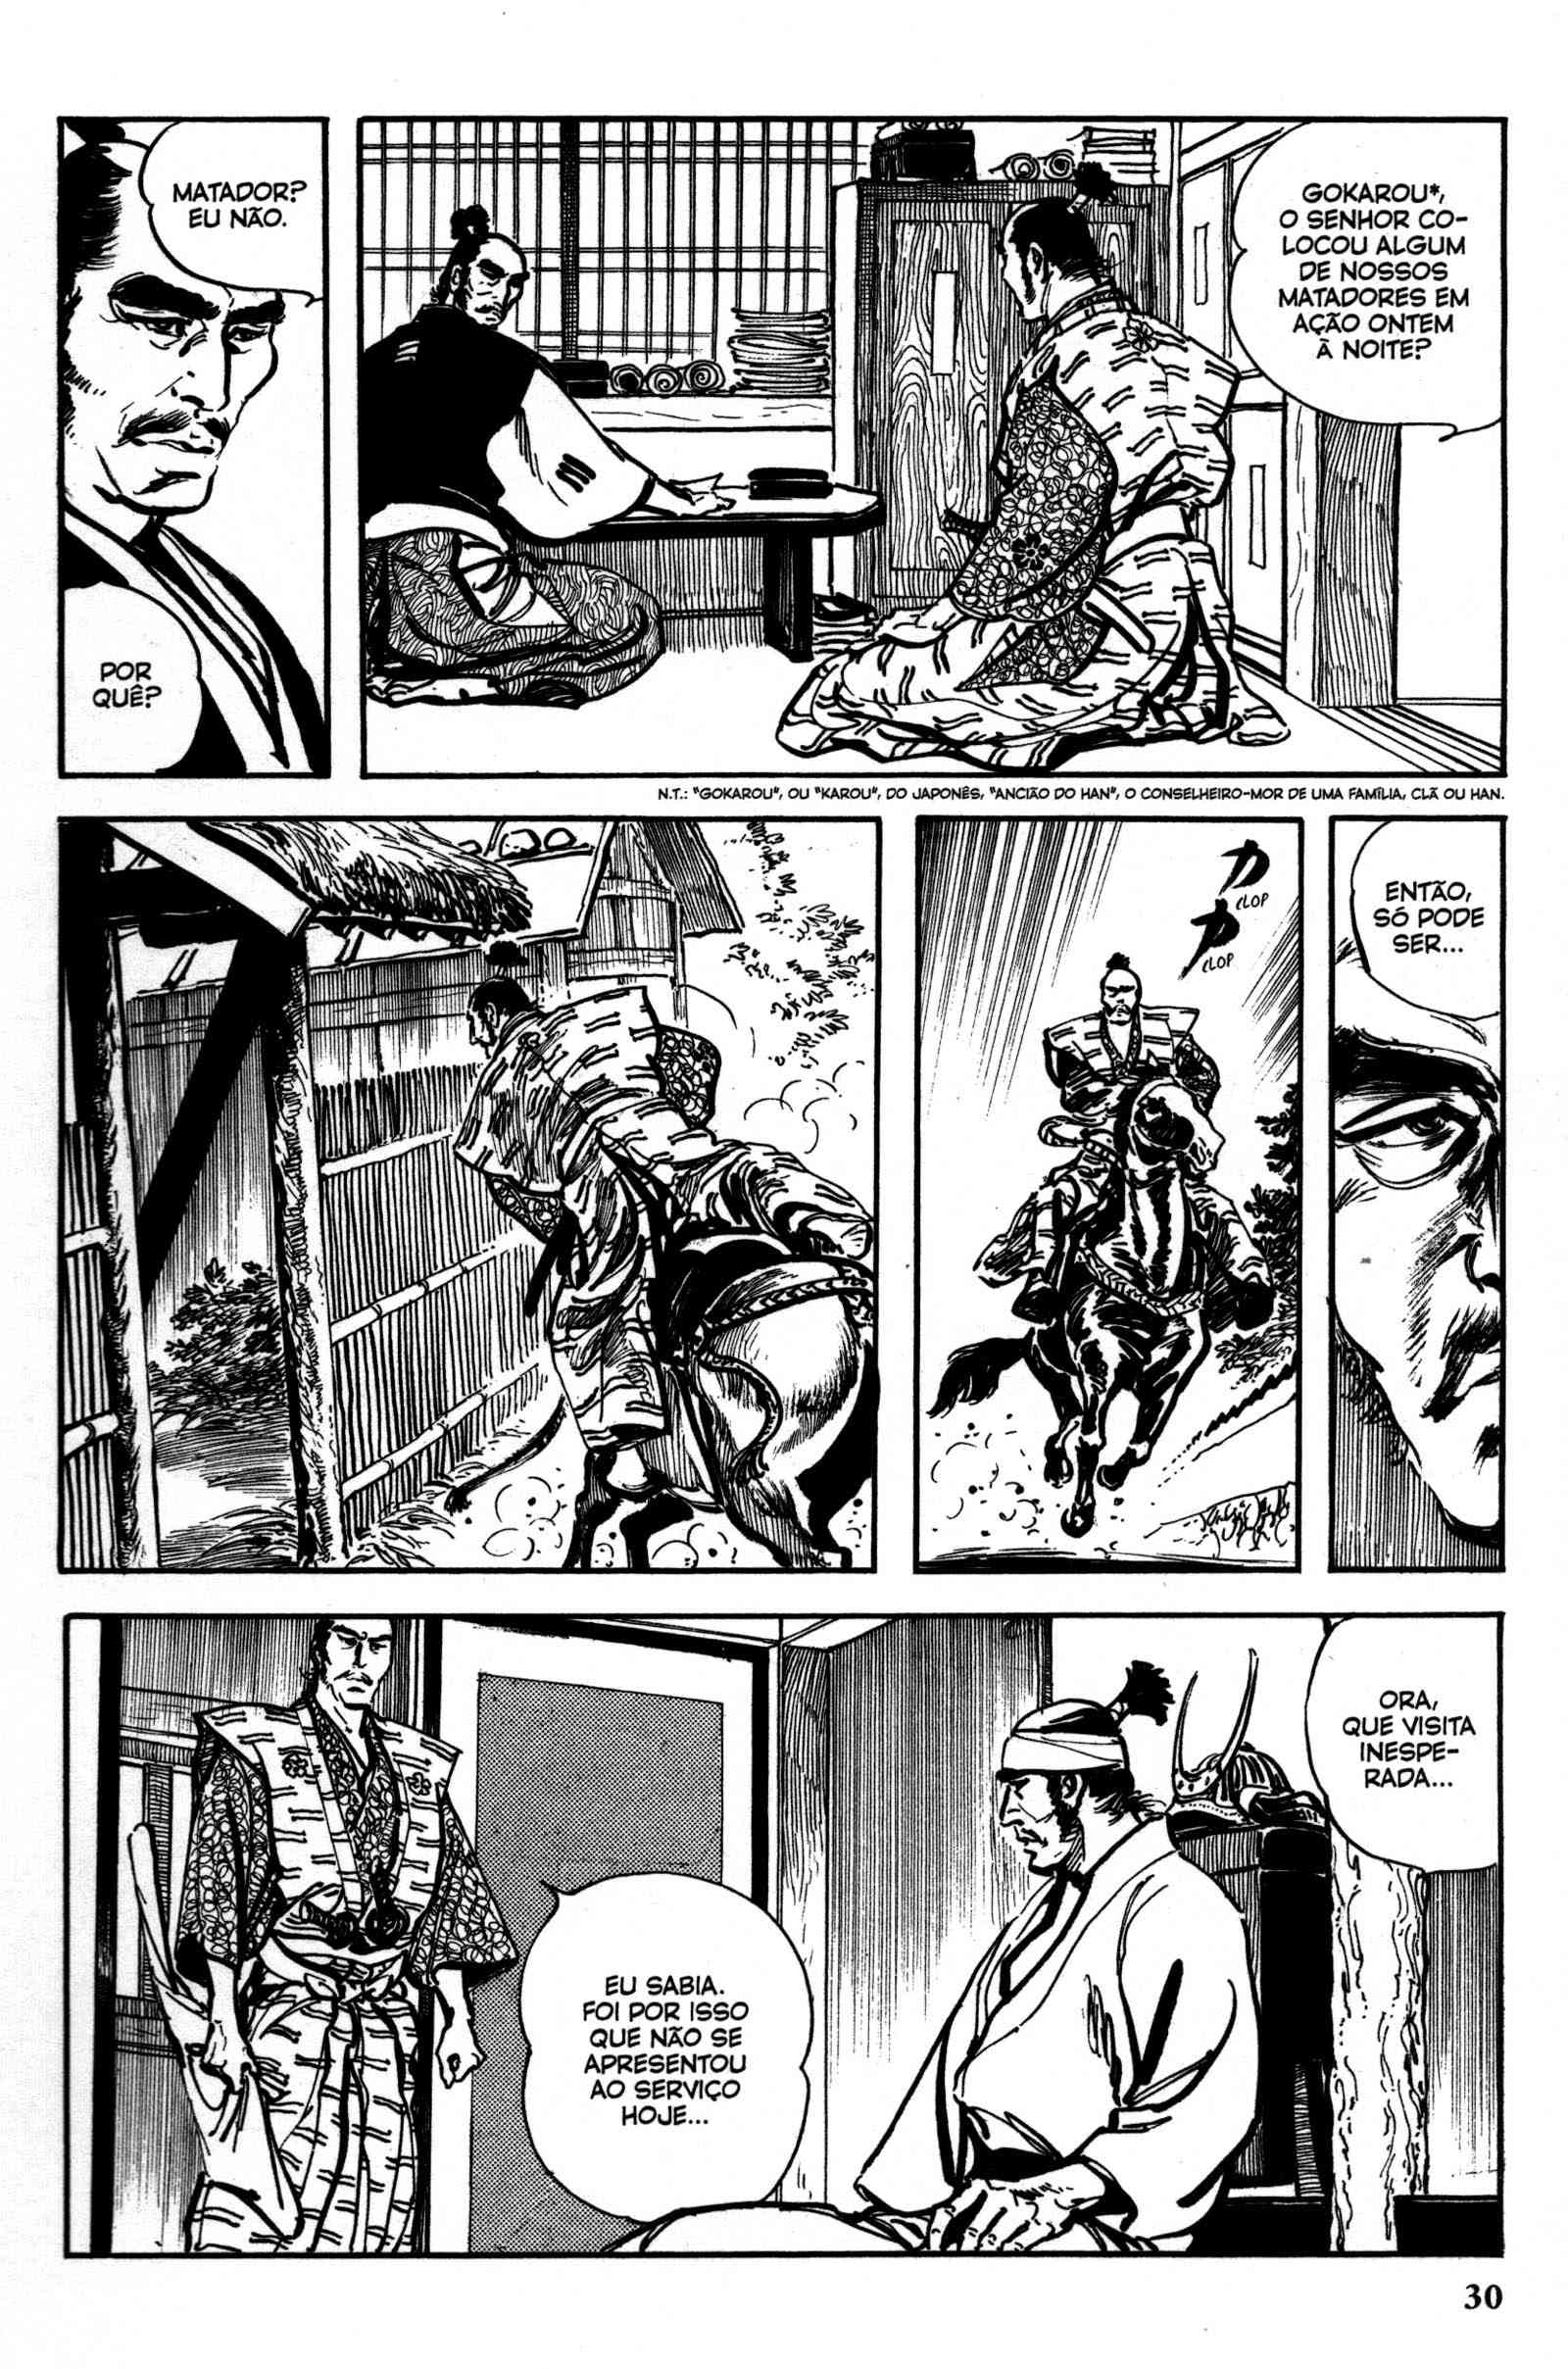 GOKAROU*,
O SENHOR CO-
LOCOU ALGUM
DE NOSSOS
MATADORES EM
AÇÃO ONTEM
À NOITE?
MATADOR?
EU NÃO.
POR
QUÊ?
N.T.: "GOKAROU", OU "KAROU", DO JAPONÊS, "ANCIÃO DO HAN", O CONSELHEIRO-MOR DE UMA FAMÍLIA, CLÃ OU HAN.
ENTÃO,
SÓ PODE
SER...
カ
CLOP
カ
CLOP
ORA,
QUE VISITA
INESPE-
RADA...
EU SABIA.
FOI POR ISSO
QUE NÃO SE
APRESENTOU
AO SERVIÇO
HOJE...
30